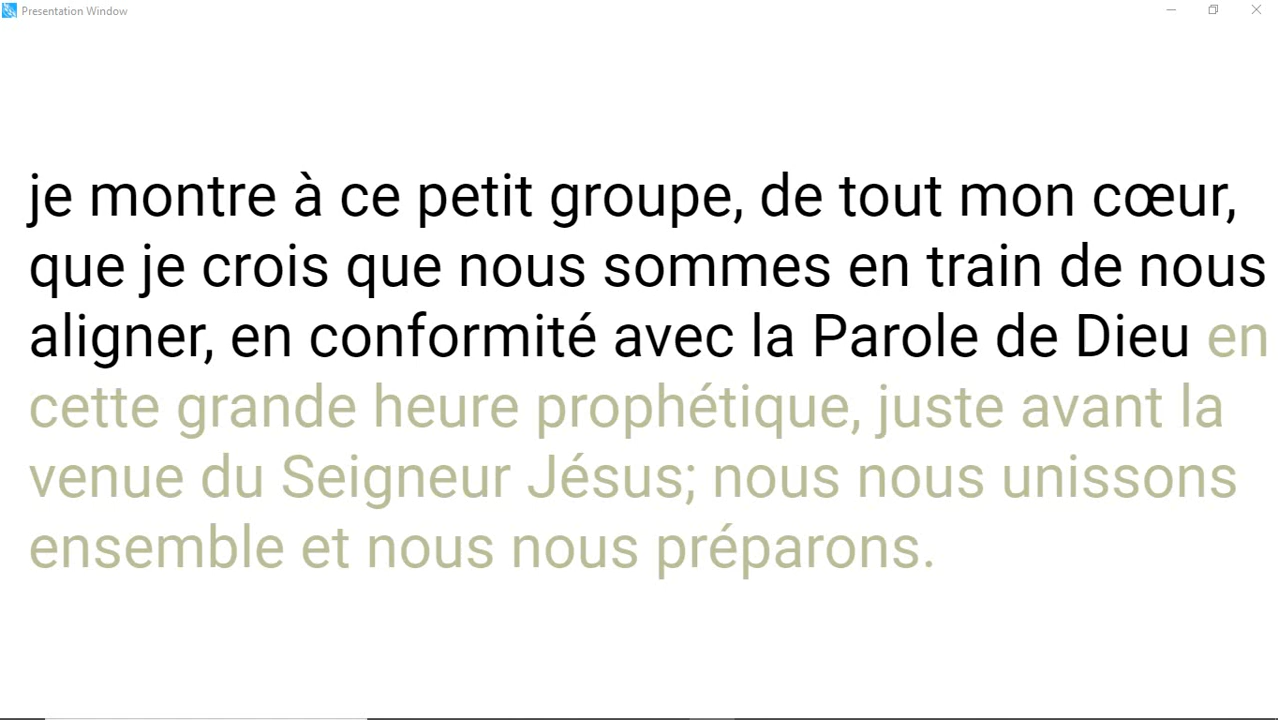 Presentation Window
je montre à ce petit groupe, de tout mon cœur,
que je crois que nous sommes en train de nous
aligner, en conformité avec la Parole de Dieu en
cette grande heure prophétique, juste avant la
venue du Seigneur Jésus; nous nous unissons
ensemble et nous nous préparons.